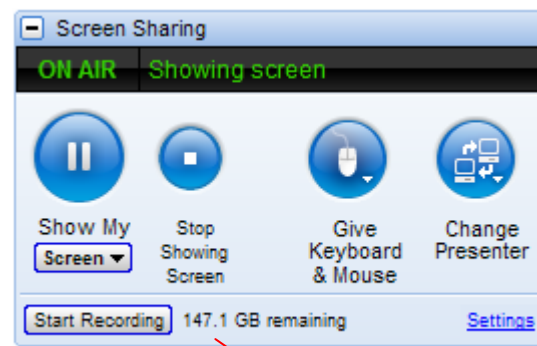 Screen Sharing
ON AIR Showing screen
Show My
Screen
Stop
Showing
Screen
Give
Keyboard
& Mouse
Change
Presenter
Start Recording 147.1 GB remaining Settings